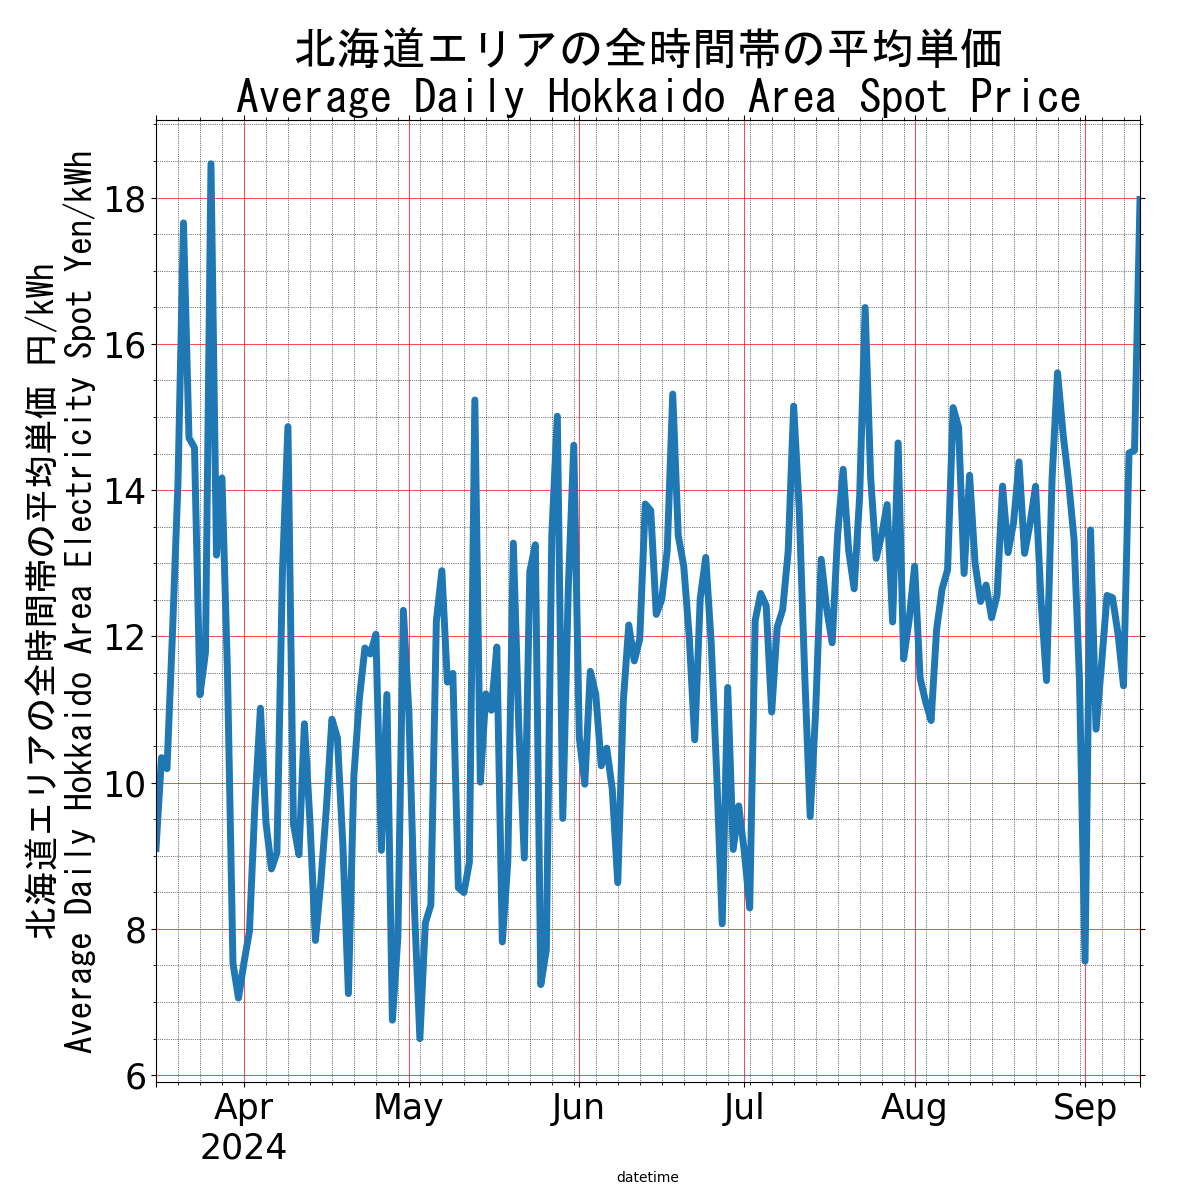 北海道エリアの全時間帯の平均単価
Average Daily Hokkaido Area Spot Price
北海道エリアの全時間帯の平均単価 円/kWh
Average Daily Hokkaido Area Electricity Spot Yen/kWh
18
16
14
12
10
8
6
Apr
2024
May
Jun
Jul
Aug
Sep
datetime